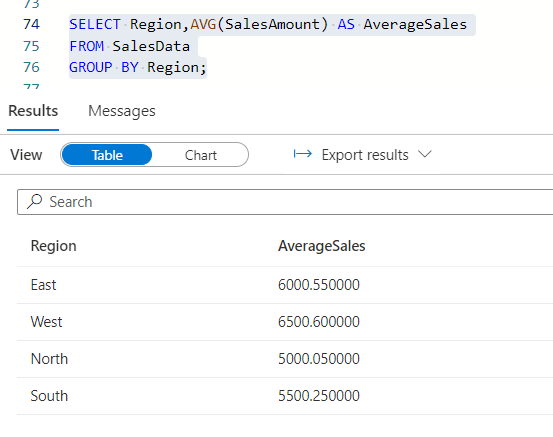 73
74 SELECT Region,AVG(SalesAmount) AS AverageSales
75 FROM SalesData
76 GROUP BY Region;
77
Results Messages
View Table Chart Export results
Search
Region AverageSales
East 6000.550000
West 6500.600000
North 5000.050000
South 5500.250000